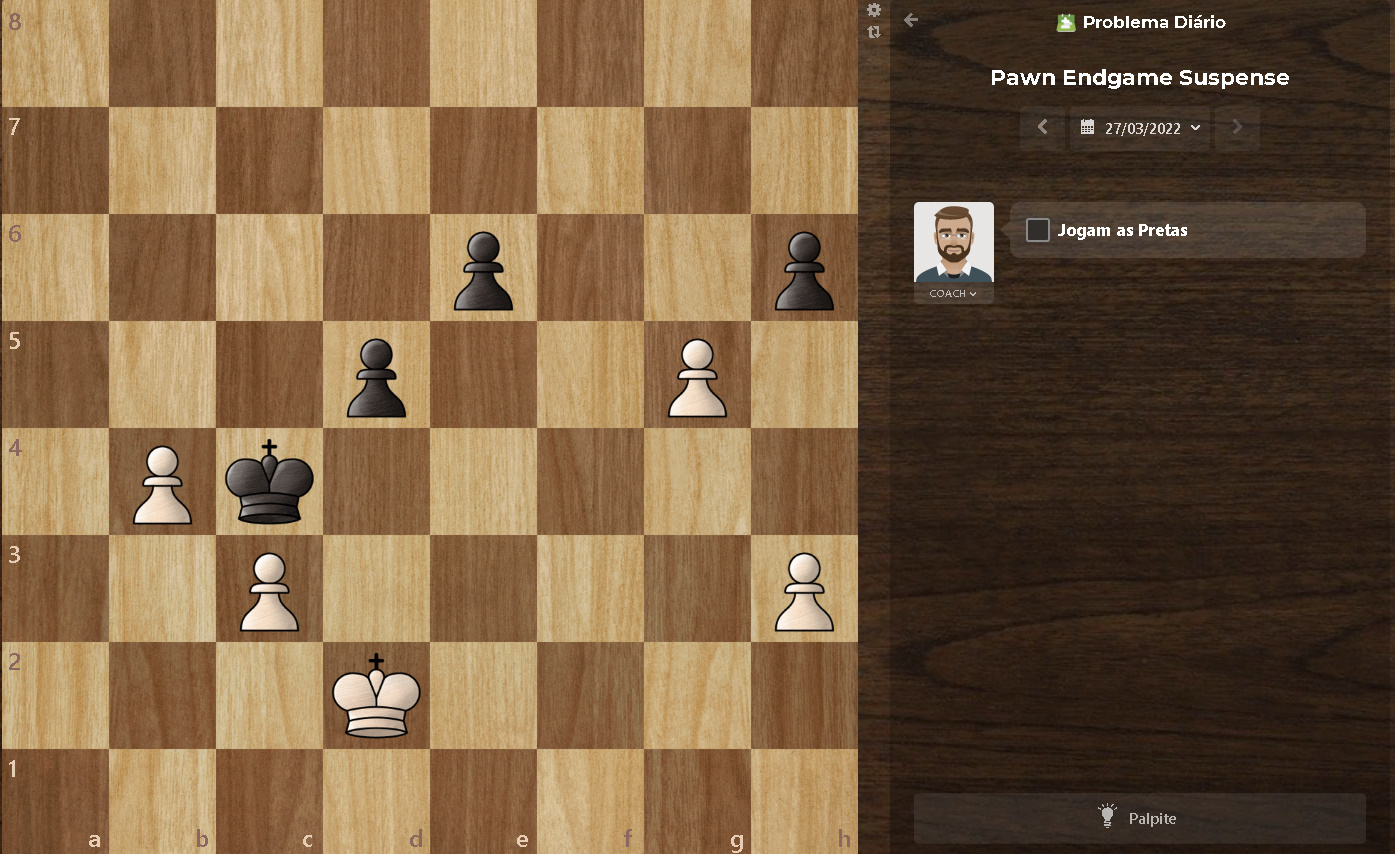 Problema Diário
Pawn Endgame Suspense
27/03/2022
Jogam as Pretas
COACH
Palpite
8
7
6
5
4
3
2
1
a b c d e f g h